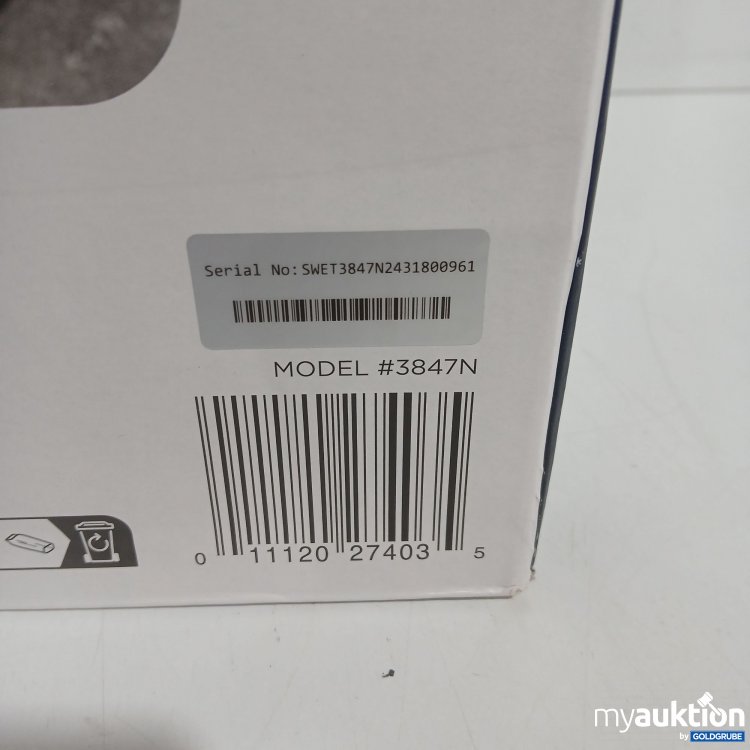 Serial No: SWET3847N2431800961
MODEL #3847N
0 11120 27403 5
myauktion
by GOLDGRUBE